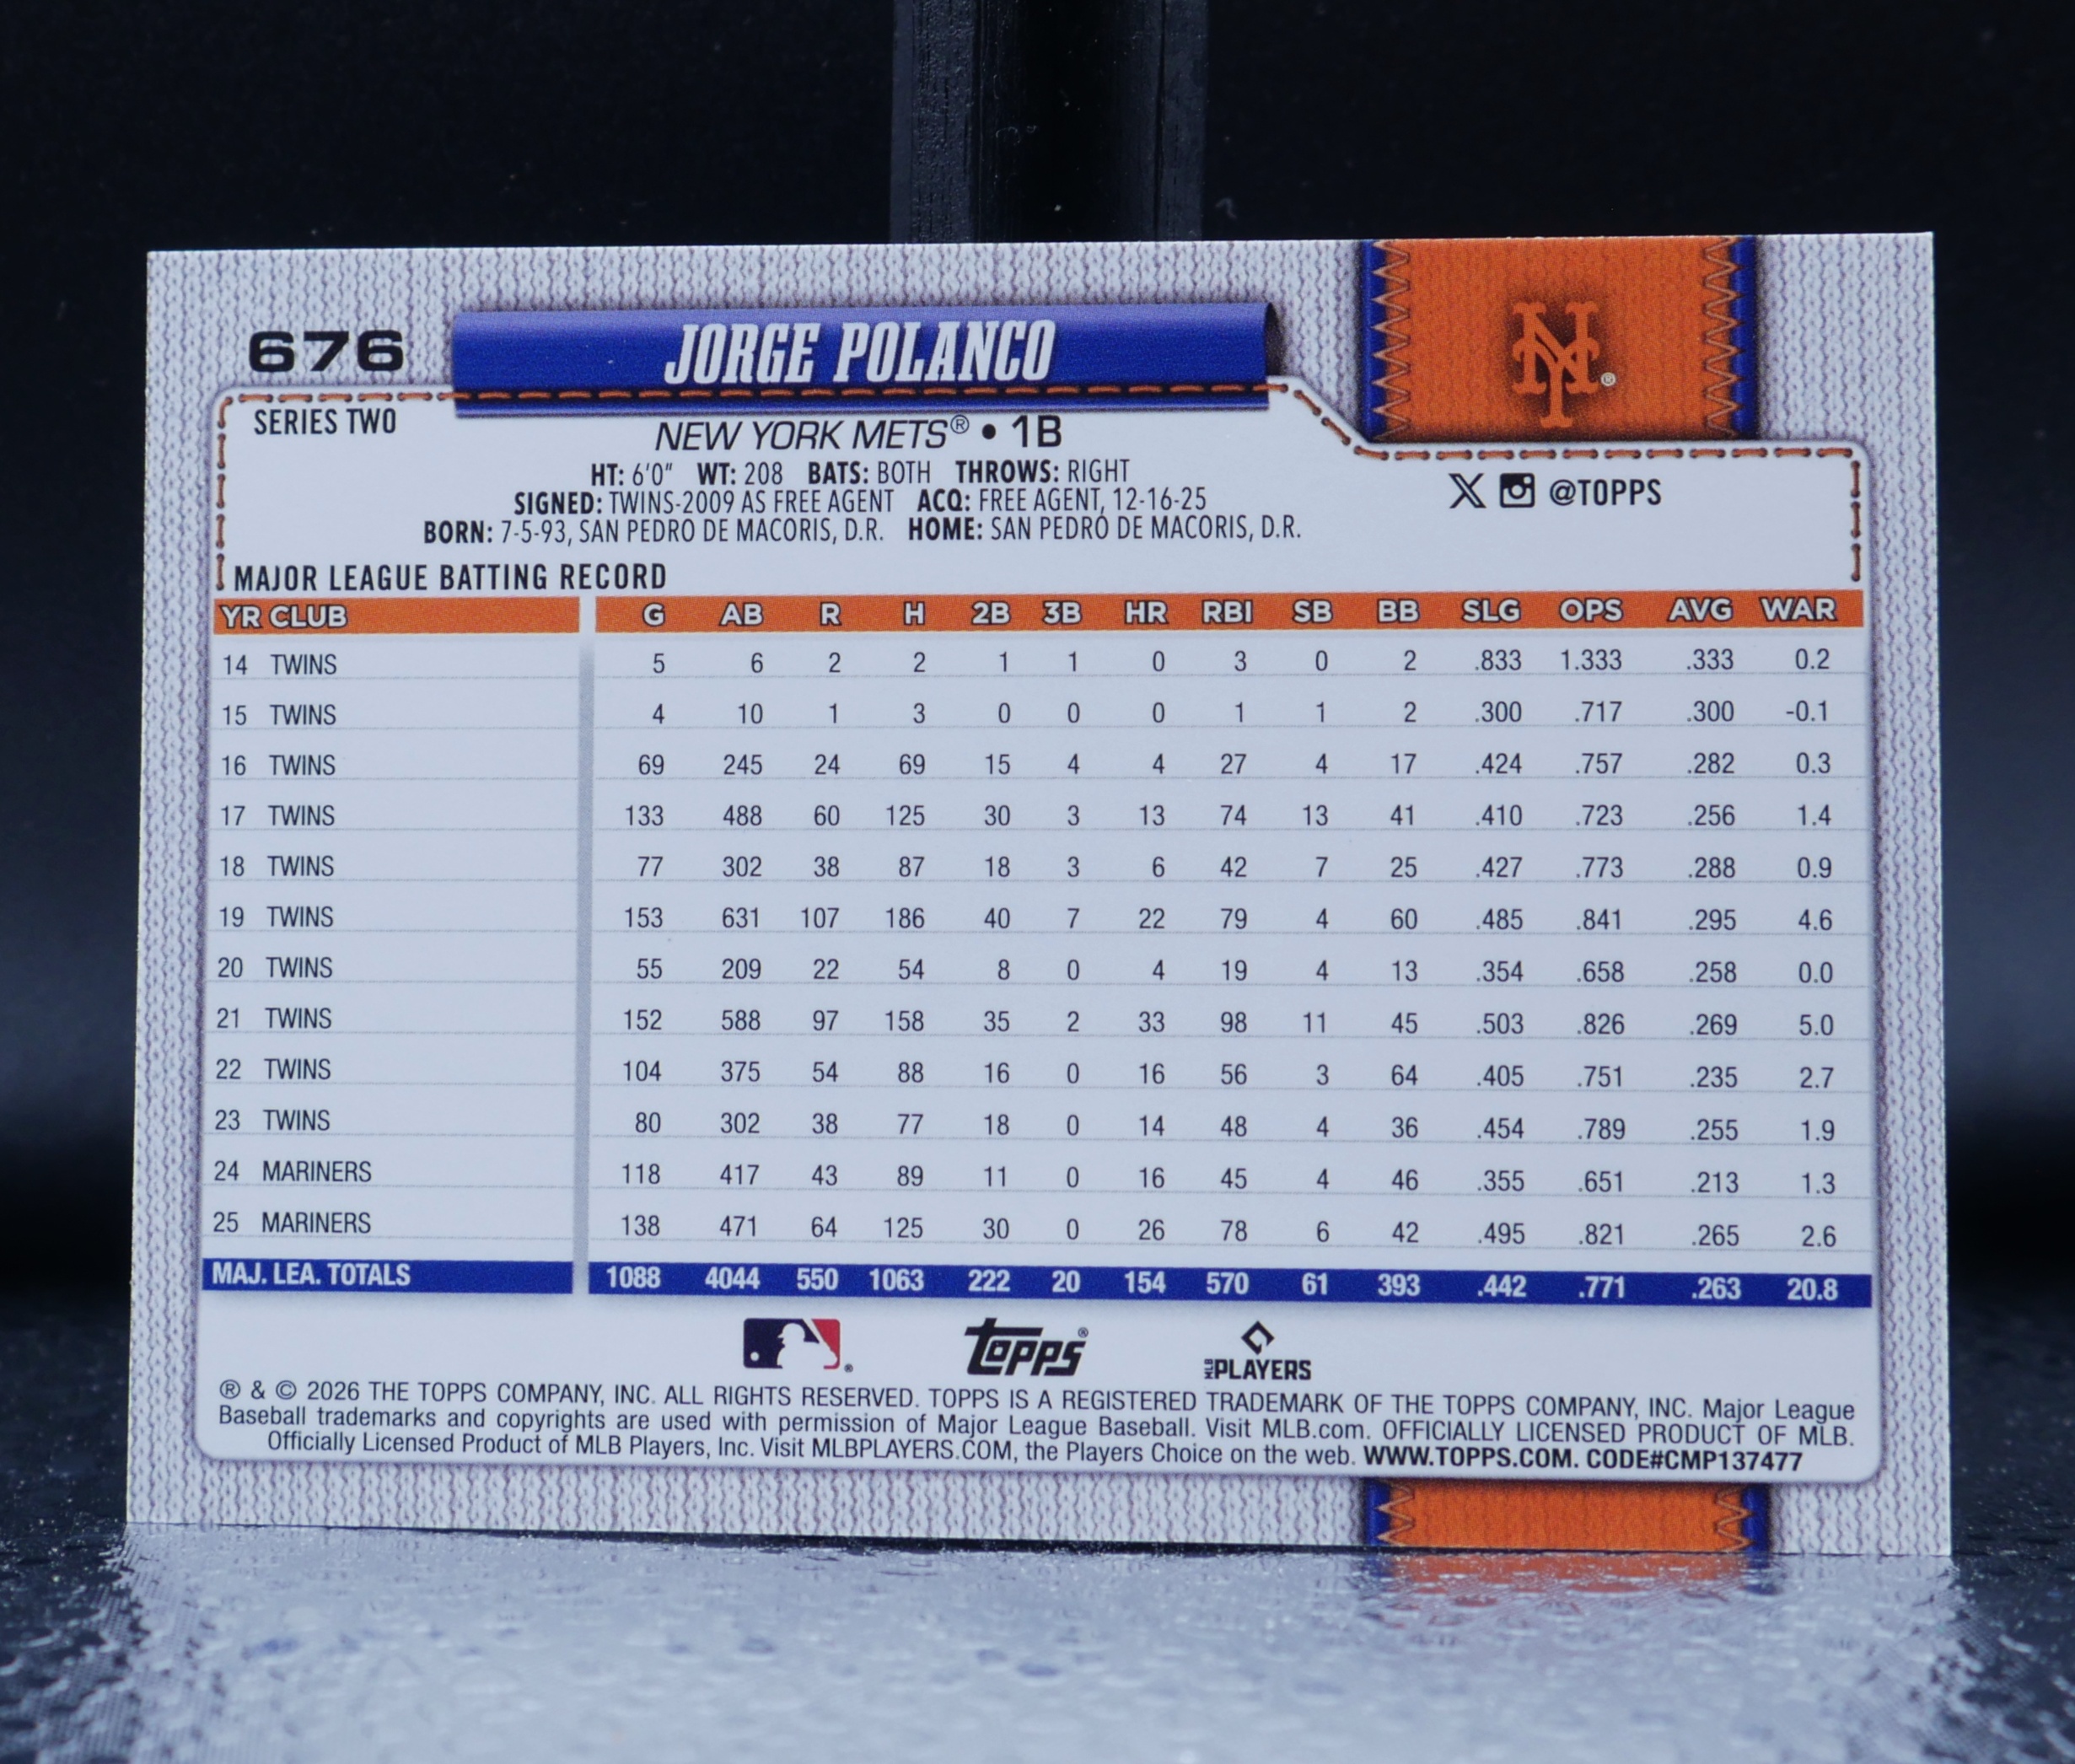 676
JORGE POLANCO
NY®
SERIES TWO
NEW YORK METS® • 1B
HT: 6'0" WT: 208 BATS: BOTH THROWS: RIGHT
SIGNED: TWINS-2009 AS FREE AGENT ACQ: FREE AGENT, 12-16-25
BORN: 7-5-93, SAN PEDRO DE MACORIS, D.R. HOME: SAN PEDRO DE MACORIS, D.R.
X @TOPPS
MAJOR LEAGUE BATTING RECORD
YR CLUB G AB R H 2B 3B HR RBI SB BB SLG OPS AVG WAR
14 TWINS 5 6 2 2 1 1 0 3 0 2 .833 1.333 .333 0.2
15 TWINS 4 10 1 3 0 0 0 1 1 2 .300 .717 .300 -0.1
16 TWINS 69 245 24 69 15 4 4 27 4 17 .424 .757 .282 0.3
17 TWINS 133 488 60 125 30 3 13 74 13 41 .410 .723 .256 1.4
18 TWINS 77 302 38 87 18 3 6 42 7 25 .427 .773 .288 0.9
19 TWINS 153 631 107 186 40 7 22 79 4 60 .485 .841 .295 4.6
20 TWINS 55 209 22 54 8 0 4 19 4 13 .354 .658 .258 0.0
21 TWINS 152 588 97 158 35 2 33 98 11 45 .503 .826 .269 5.0
22 TWINS 104 375 54 88 16 0 16 56 3 64 .405 .751 .235 2.7
23 TWINS 80 302 38 77 18 0 14 48 4 36 .454 .789 .255 1.9
24 MARINERS 118 417 43 89 11 0 16 45 4 46 .355 .651 .213 1.3
25 MARINERS 138 471 64 125 30 0 26 78 6 42 .495 .821 .265 2.6
MAJ. LEA. TOTALS 1088 4044 550 1063 222 20 154 570 61 393 .442 .771 .263 20.8
topps® MLB PLAYERS
® & © 2026 THE TOPPS COMPANY, INC. ALL RIGHTS RESERVED. TOPPS IS A REGISTERED TRADEMARK OF THE TOPPS COMPANY, INC. Major League
Baseball trademarks and copyrights are used with permission of Major League Baseball. Visit MLB.com. OFFICIALLY LICENSED PRODUCT OF MLB.
Officially Licensed Product of MLB Players, Inc. Visit MLBPLAYERS.COM, the Players Choice on the web. WWW.TOPPS.COM. CODE#CMP137477